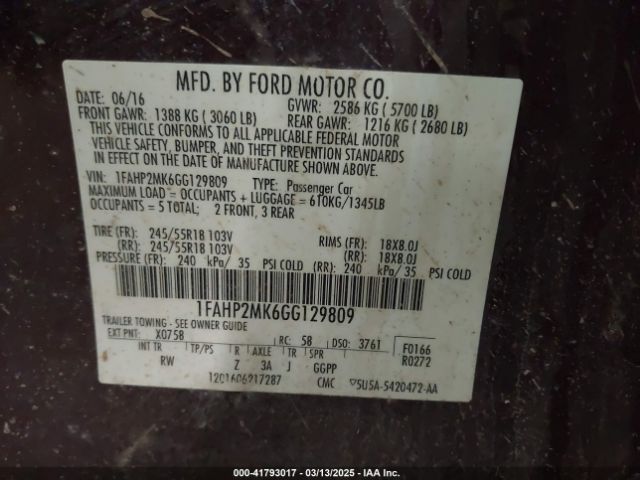 MFD. BY FORD MOTOR CO.
DATE: 06/16 GVWR: 2586 KG ( 5700 LB)
FRONT GAWR: 1388 KG ( 3060 LB) REAR GAWR: 1216 KG ( 2680 LB)
THIS VEHICLE CONFORMS TO ALL APPLICABLE FEDERAL MOTOR
VEHICLE SAFETY, BUMPER, AND THEFT PREVENTION STANDARDS
IN EFFECT ON THE DATE OF MANUFACTURE SHOWN ABOVE.
VIN: 1FAHP2MK6GG129809 TYPE: Passenger Car
MAXIMUM LOAD = OCCUPANTS + LUGGAGE = 610KG/1345LB
OCCUPANTS = 5 TOTAL; 2 FRONT, 3 REAR
TIRE (FR): 245/55R18 103V RIMS (FR): 18X8.0J
(RR): 245/55R18 103V (RR): 18X8.0J
PRESSURE (FR): 240 kPa/ 35 PSI COLD (RR): 240 kPa/ 35 PSI COLD
1FAHP2MK6GG129809
TRAILER TOWING - SEE OWNER GUIDE
EXT PNT: X0758 RC: 58 DSO: 3761 F0166
R0272
INT TR TP/PS R AXLE TR SPR
RW Z 3A J GGPP
CMC 5U5A-5420472-AA
000-41793017 — 03/13/2025 — IAA Inc.